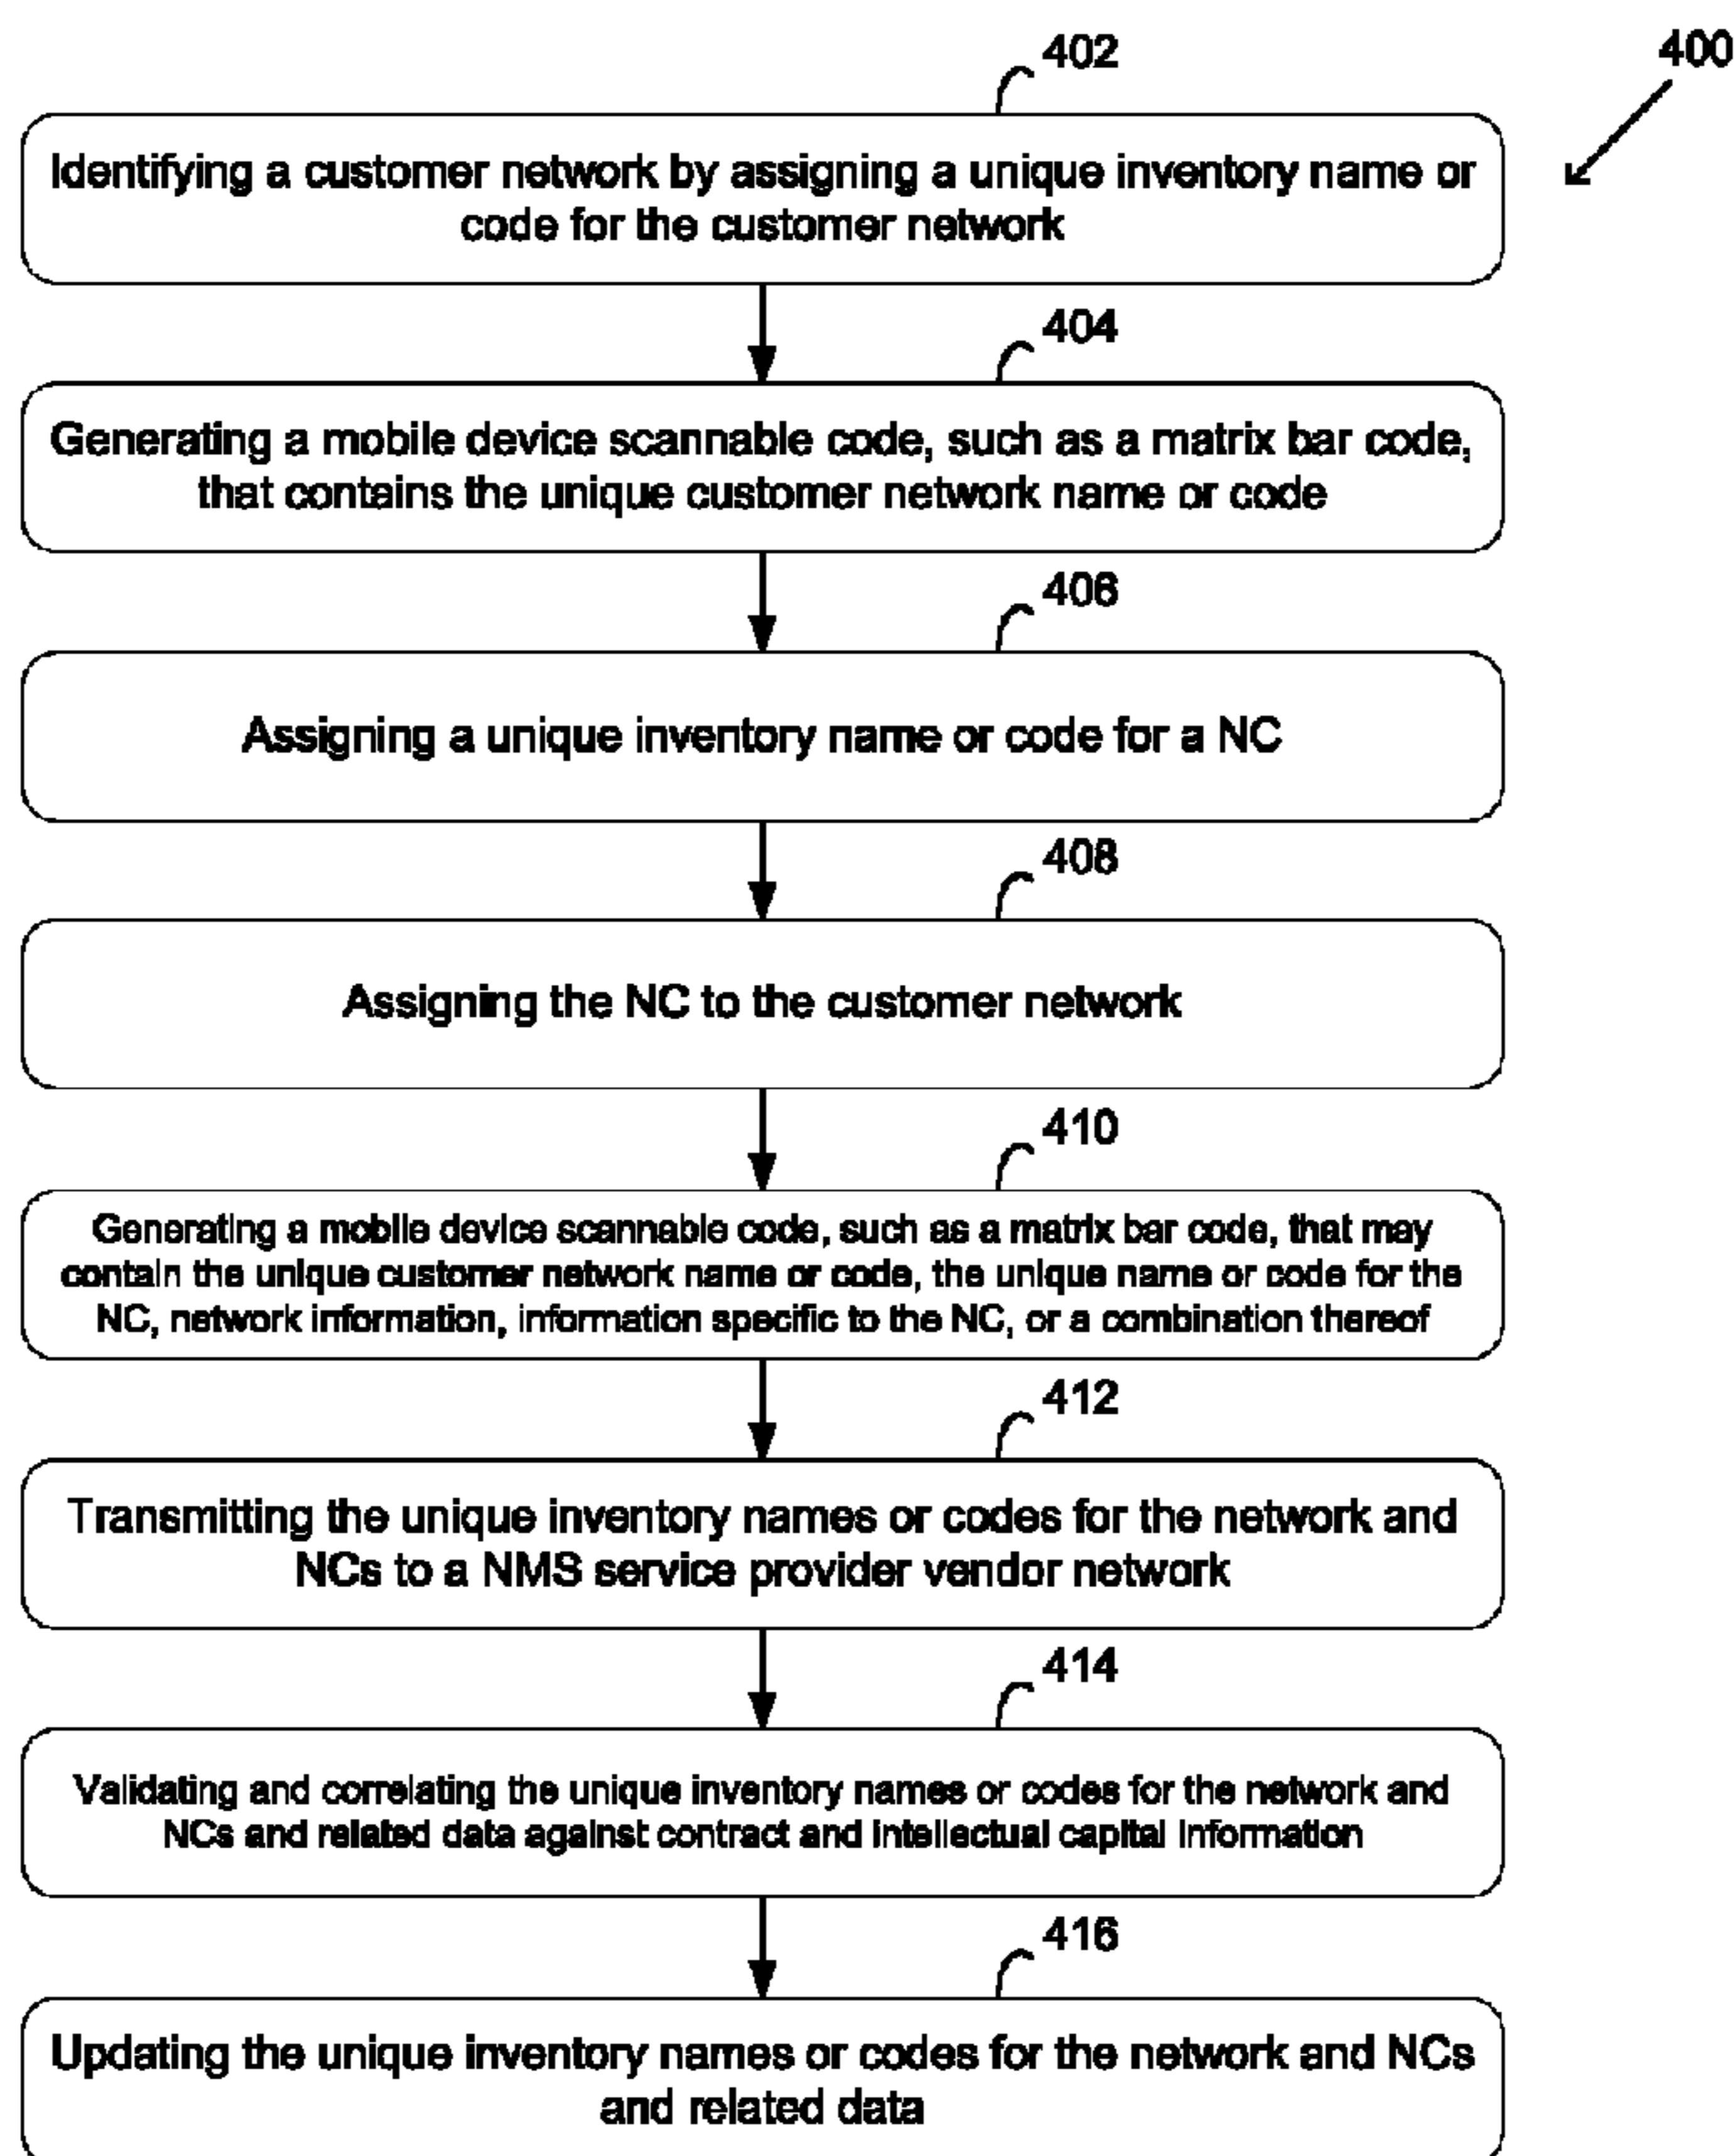 402
400
Identifying a customer network by assigning a unique inventory name or
code for the customer network
404
Generating a mobile device scannable code, such as a matrix bar code,
that contains the unique customer network name or code
406
Assigning a unique inventory name or code for a NC
408
Assigning the NC to the customer network
410
Generating a mobile device scannable code, such as a matrix bar code, that may
contain the unique customer network name or code, the unique name or code for the
NC, network information, information specific to the NC, or a combination thereof
412
Transmitting the unique inventory names or codes for the network and
NCs to a NMS service provider vendor network
414
Validating and correlating the unique inventory names or codes for the network and
NCs and related data against contract and intellectual capital information
416
Updating the unique inventory names or codes for the network and NCs
and related data